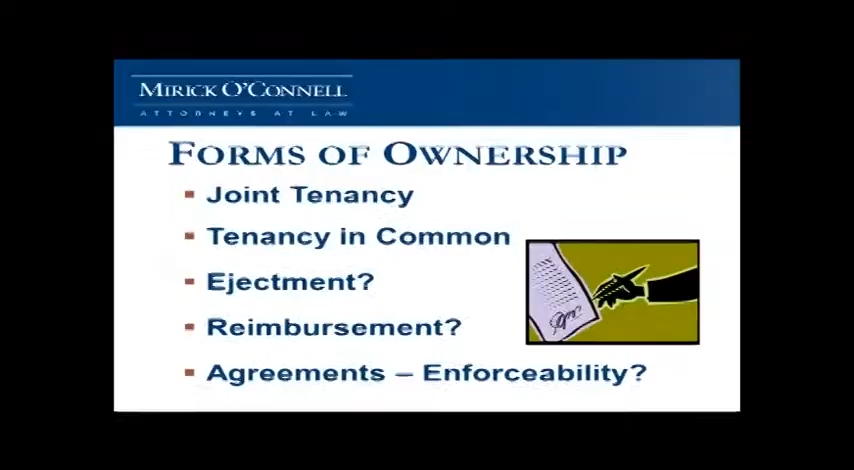 MIRICK O'CONNELL
ATTORNEYS AT LAW
FORMS OF OWNERSHIP
Joint Tenancy
Tenancy in Common
Ejectment?
Reimbursement?
Agreements – Enforceability?